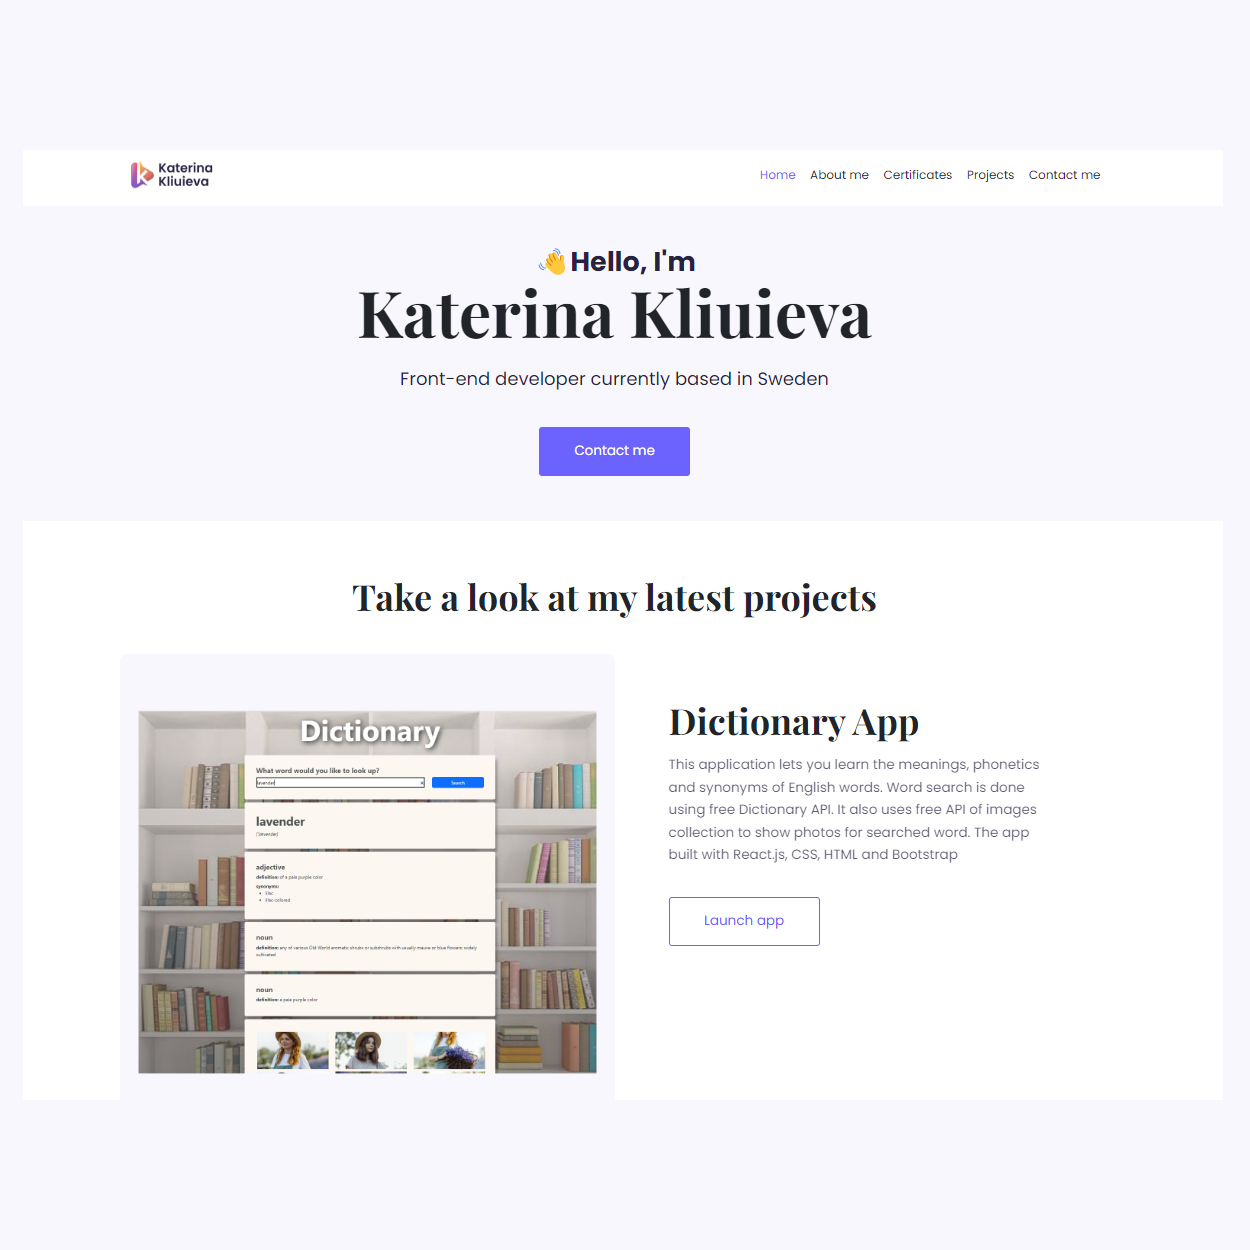 Katerina
Kliuieva
Home About me Certificates Projects Contact me
Hello, I'm
Katerina Kliuieva
Front-end developer currently based in Sweden
Contact me
Take a look at my latest projects
Dictionary
What word would you like to look up?
lavender
Search
lavender
adjective
definition: of a pale purple color
synonyms:
lilac
lilac-colored
noun
definition: any of various Old World aromatic shrubs or subshrubs with usually mauve or blue flowers; widely
cultivated
noun
definition: a pale purple color
Dictionary App
This application lets you learn the meanings, phonetics
and synonyms of English words. Word search is done
using free Dictionary API. It also uses free API of images
collection to show photos for searched word. The app
built with React.js, CSS, HTML and Bootstrap
Launch app